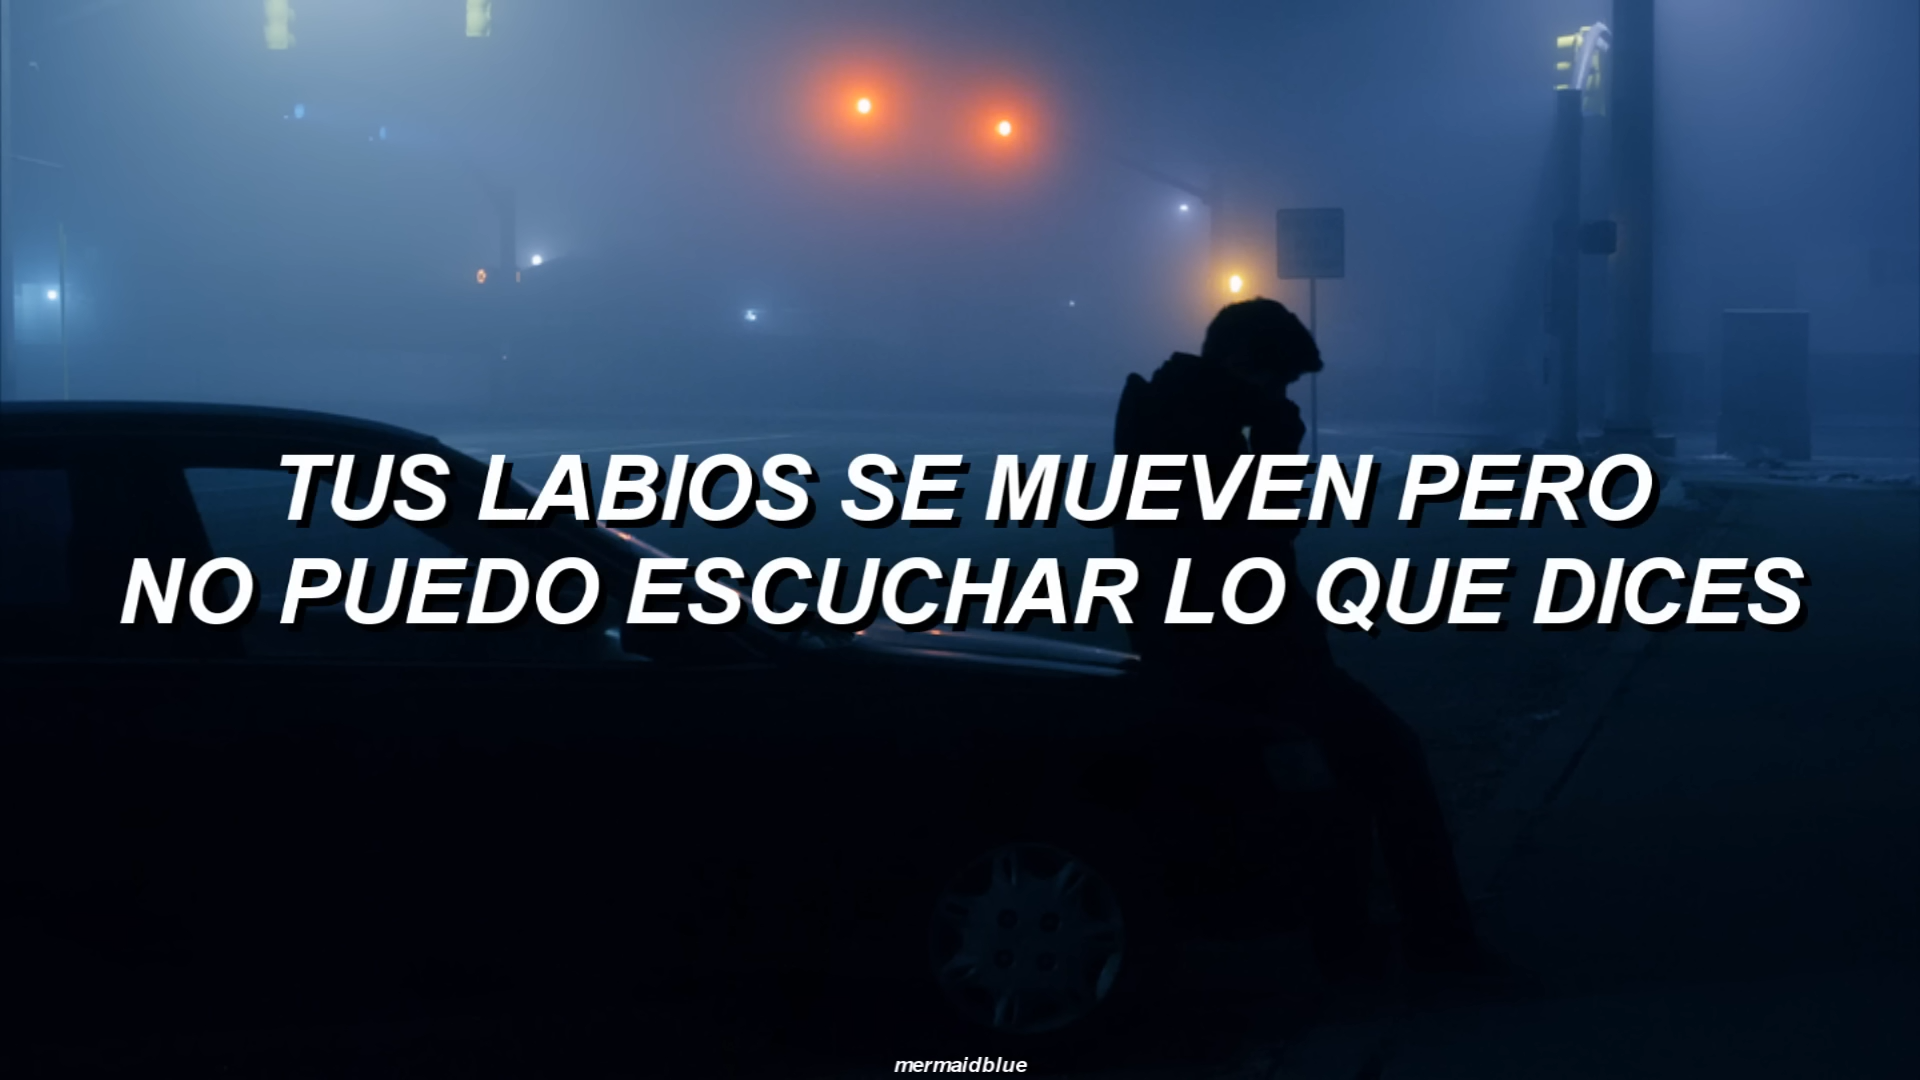 TUS LABIOS SE MUEVEN PERO
NO PUEDO ESCUCHAR LO QUE DICES
mermaidblue